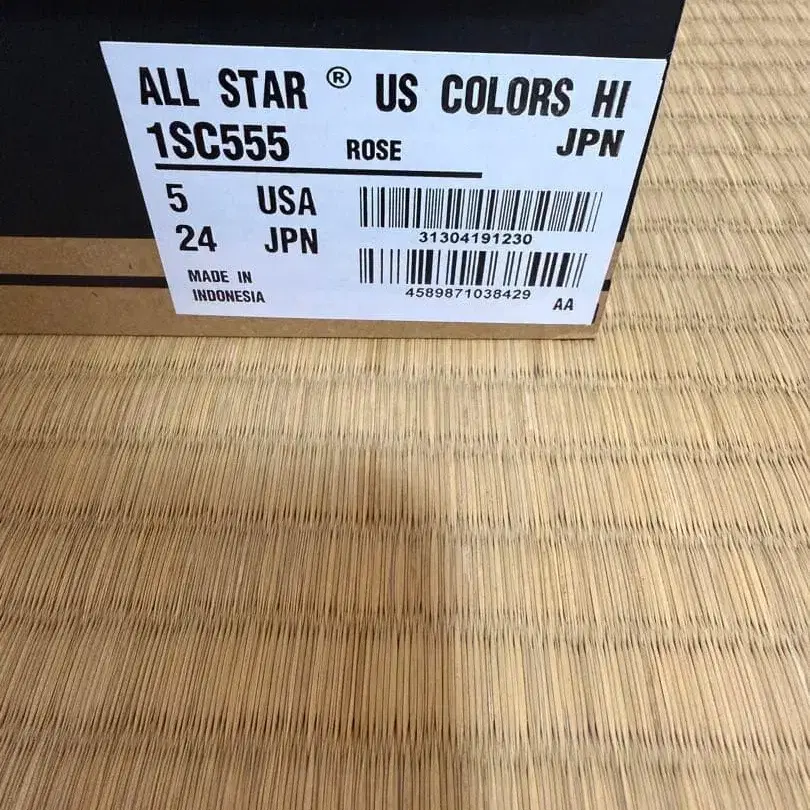 ALL STAR ® US COLORS HI
1SC555 ROSE JPN
5 USA
31304191230
24 JPN
4589871038429 AA
MADE IN
INDONESIA